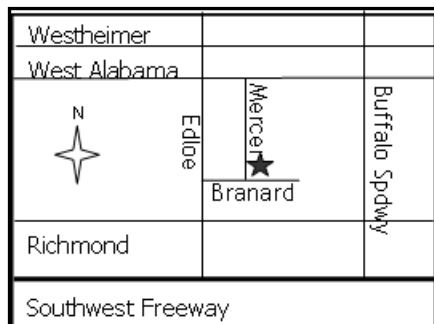 Westheimer
West Alabama
N
Edloe
Mercer
Buffalo Spdwy
Branard
Richmond
Southwest Freeway